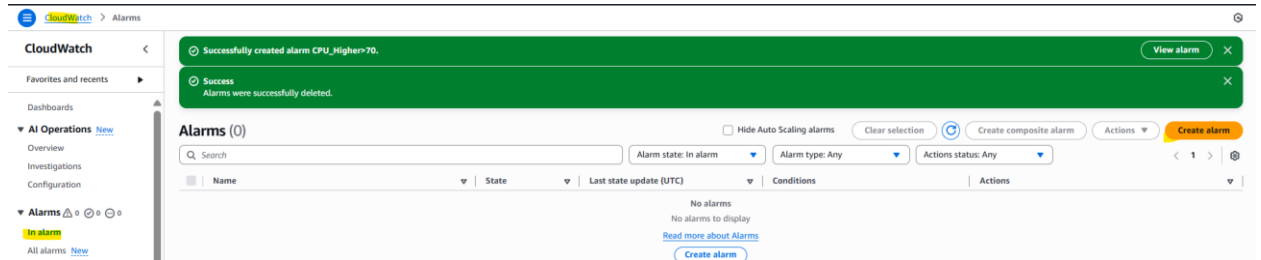 CloudWatch > Alarms
CloudWatch
Favorites and recents
Dashboards
AI Operations New
Overview
Investigations
Configuration
Alarms 0 0 0
In alarm
All alarms New
Successfully created alarm CPU_Higher>70.
View alarm
Success
Alarms were successfully deleted.
Alarms (0)
Hide Auto Scaling alarms
Clear selection
Create composite alarm
Actions
Create alarm
Search
Alarm state: In alarm
Alarm type: Any
Actions status: Any
1
Name
State
Last state update (UTC)
Conditions
Actions
No alarms
No alarms to display
Read more about Alarms
Create alarm